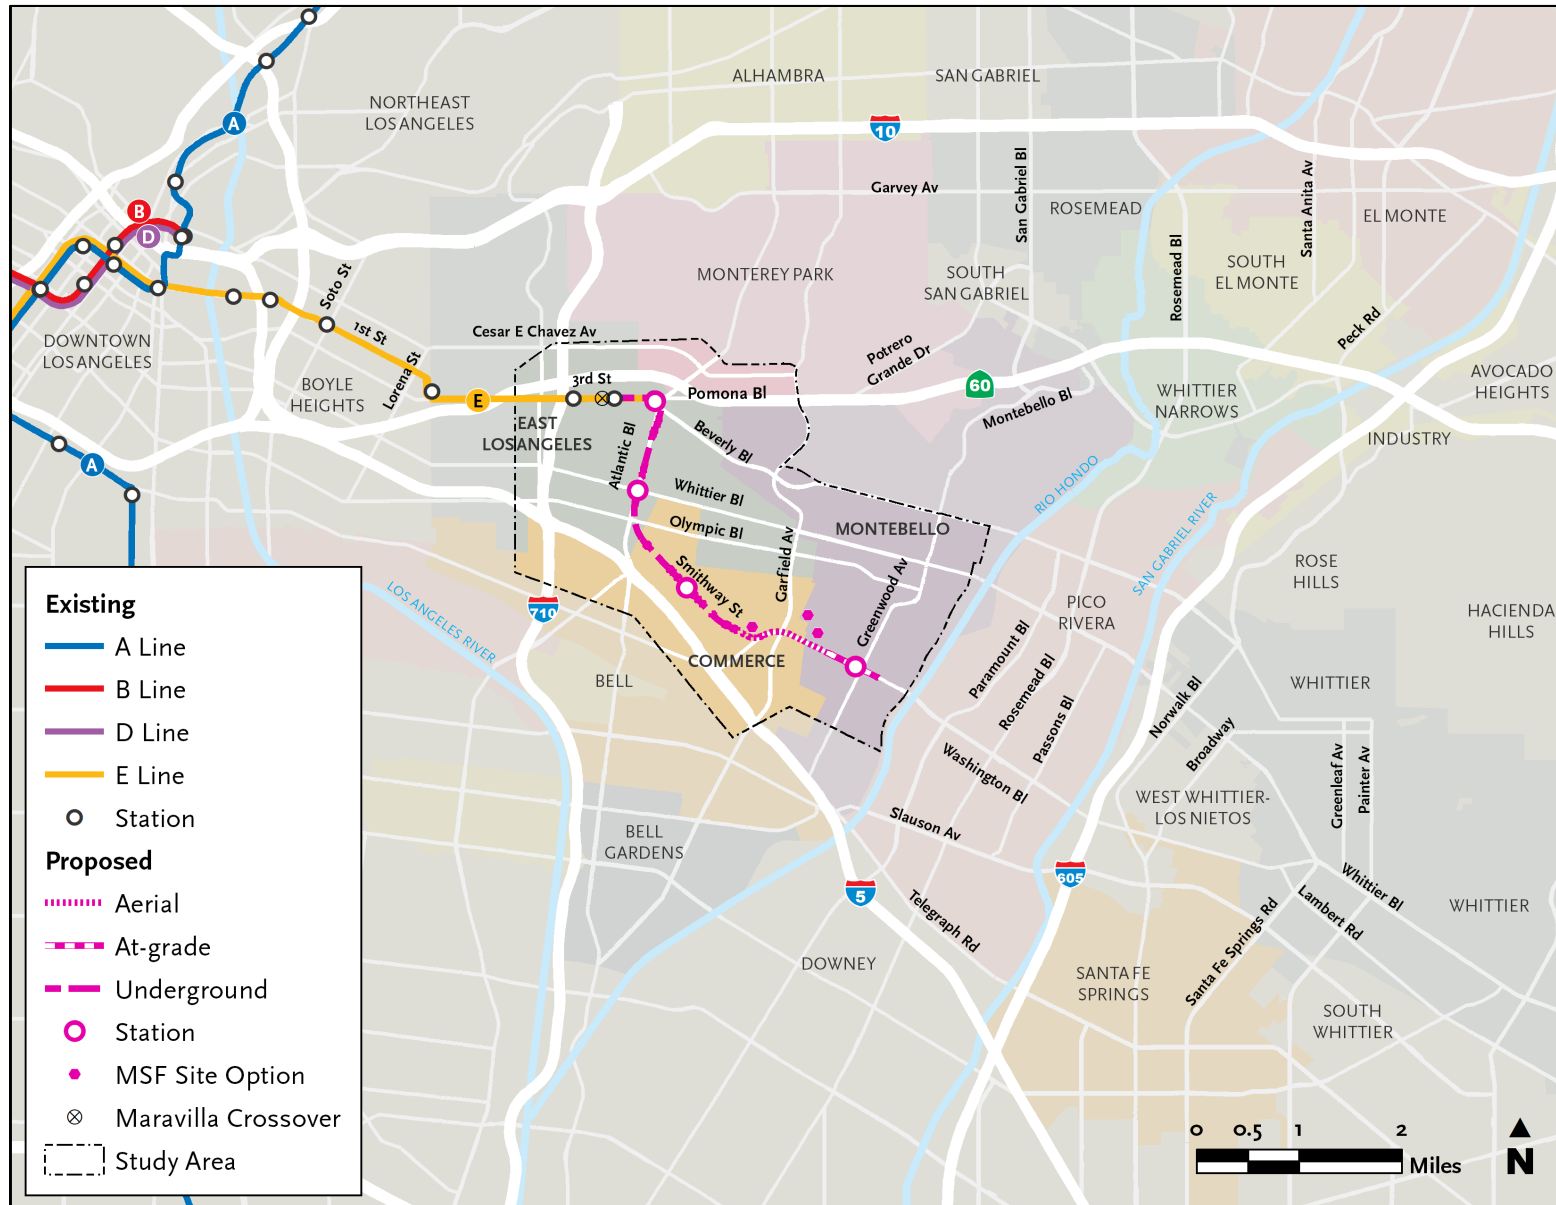 ALHAMBRA
SAN GABRIEL
NORTHEAST
LOS ANGELES
A
10
Garvey Av
San Gabriel Bl
ROSEMEAD
Santa Anita Av
EL MONTE
B
D
Rosemead Bl
SOUTH
EL MONTE
MONTEREY PARK
SOUTH
SAN GABRIEL
Soto St
1st St
Peck Rd
Cesar E Chavez Av
DOWNTOWN
LOS ANGELES
Potrero
Grande Dr
Lorena St
3rd St
BOYLE
HEIGHTS
E
Pomona Bl
60
Montebello Bl
WHITTIER
NARROWS
AVOCADO
HEIGHTS
EAST
LOS ANGELES
Atlantic Bl
Beverly Bl
INDUSTRY
A
Whittier Bl
RIO HONDO
SAN GABRIEL RIVER
Olympic Bl
MONTEBELLO
Garfield Av
Smithway St
Greenwood Av
ROSE
HILLS
710
LOS ANGELES RIVER
PICO
RIVERA
HACIENDA
HILLS
COMMERCE
BELL
Paramount Bl
Rosemead Bl
Passons Bl
WHITTIER
Norwalk Bl
Broadway
Greenleaf Av
Painter Av
Washington Bl
WEST WHITTIER-
LOS NIETOS
Slauson Av
BELL
GARDENS
5
605
Whittier Bl
Lambert Rd
WHITTIER
Telegraph Rd
Santa Fe Springs Rd
DOWNEY
SANTA FE
SPRINGS
SOUTH
WHITTIER
Existing
A Line
B Line
D Line
E Line
Station
Proposed
Aerial
At-grade
Underground
Station
MSF Site Option
Maravilla Crossover
Study Area
0 0.5 1 2
Miles
N